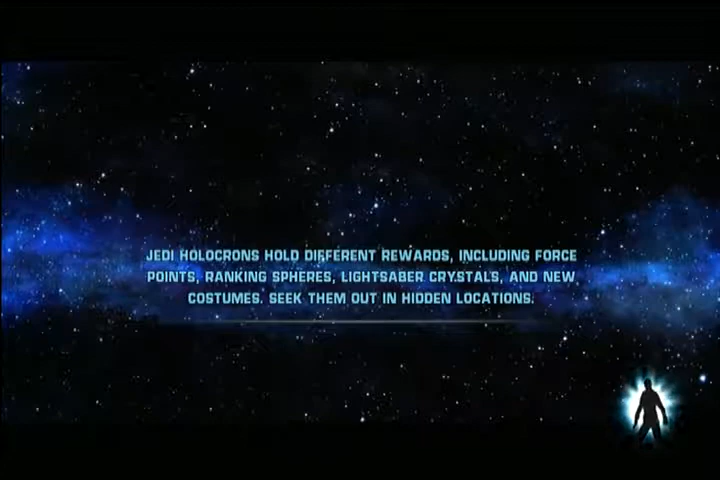 JEDI HOLOCRONS HOLD DIFFERENT REWARDS, INCLUDING FORCE
POINTS, RANKING SPHERES, LIGHTSABER CRYSTALS, AND NEW
COSTUMES. SEEK THEM OUT IN HIDDEN LOCATIONS.